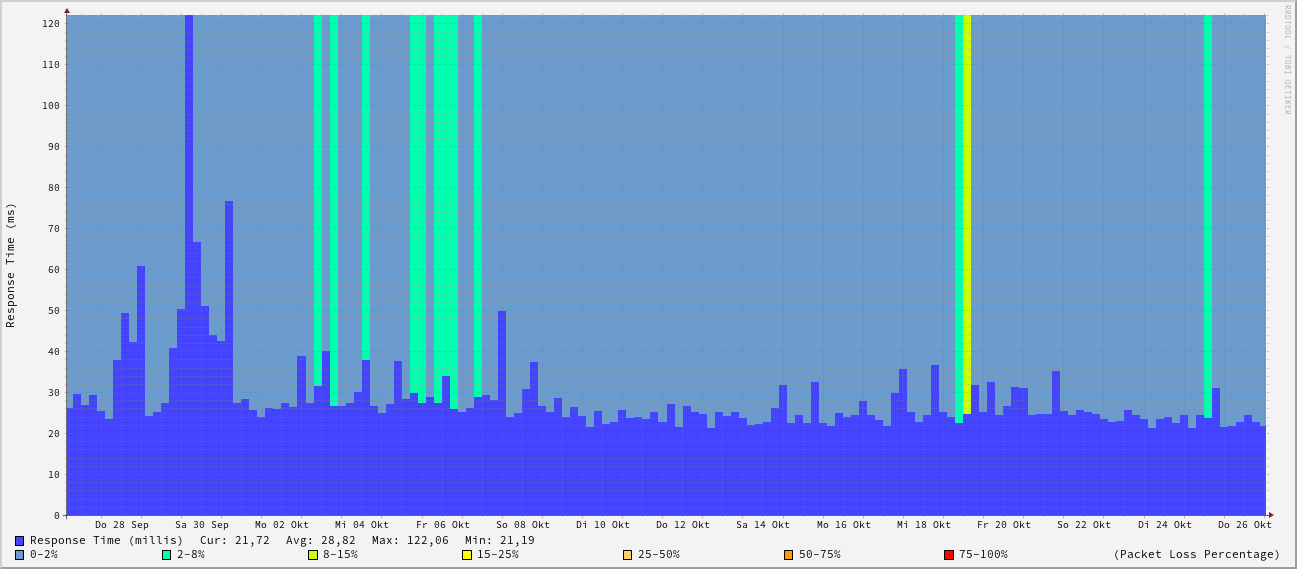 RRDTOOL / TOBI OETIKER
Response Time (ms)
120
110
100
90
80
70
60
50
40
30
20
10
0
Do 28 Sep Sa 30 Sep Mo 02 Okt Mi 04 Okt Fr 06 Okt So 08 Okt Di 10 Okt Do 12 Okt Sa 14 Okt Mo 16 Okt Mi 18 Okt Fr 20 Okt So 22 Okt Di 24 Okt Do 26 Okt
Response Time (millis) Cur: 21,72 Avg: 28,82 Max: 122,06 Min: 21,19
0-2% 2-8% 8-15% 15-25% 25-50% 50-75% 75-100% (Packet Loss Percentage)